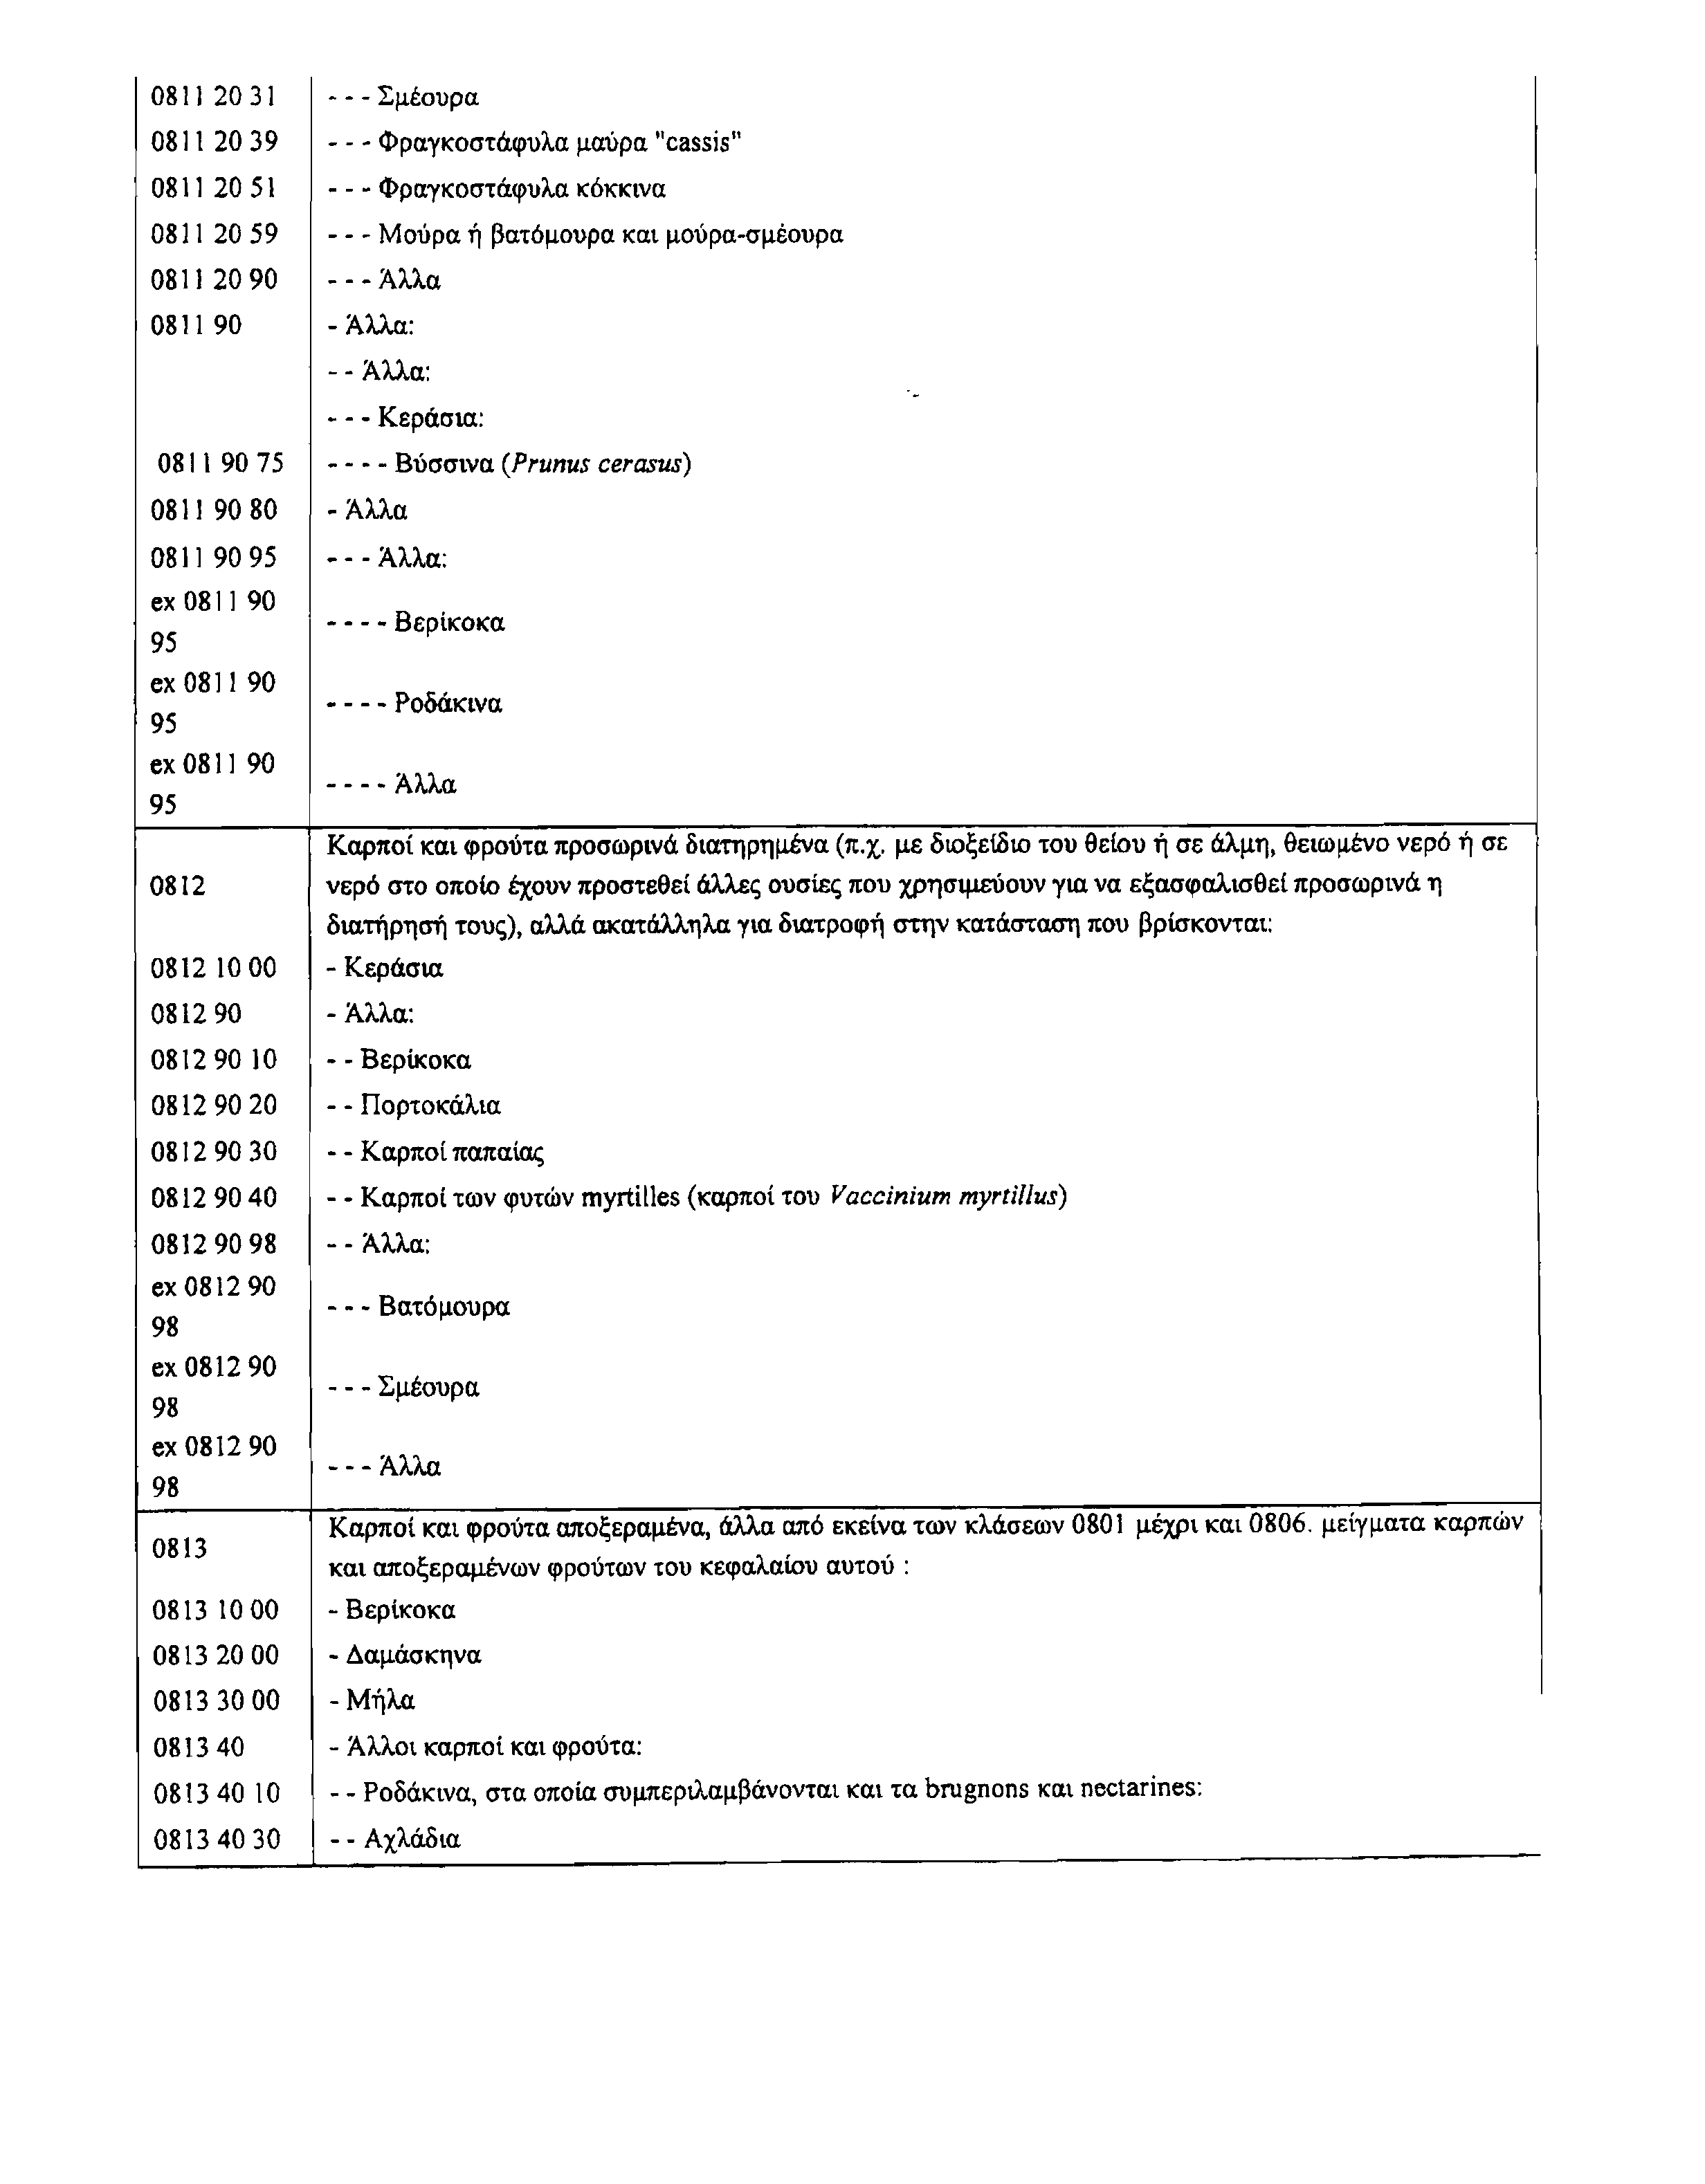 0811 20 31 - - - Σμέουρα
0811 20 39 - - - Φραγκοστάφυλα μαύρα "cassis"
0811 20 51 - - - Φραγκοστάφυλα κόκκινα
0811 20 59 - - - Μούρα ή βατόμουρα και μούρα-σμέουρα
0811 20 90 - - - Άλλα
0811 90 - Άλλα:
- - Άλλα:
- - - Κεράσια:
0811 90 75 - - - - Βύσσινα (Prunus cerasus)
0811 90 80 - Άλλα
0811 90 95 - - - Άλλα:
ex 0811 90
95
- - - - Βερίκοκα
ex 0811 90
95
- - - - Ροδάκινα
ex 0811 90
95
- - - - Άλλα
0812
Καρποί και φρούτα προσωρινά διατηρημένα (π.χ. με διοξείδιο του θείου ή σε άλμη, θειωμένο νερό ή σε
νερό στο οποίο έχουν προστεθεί άλλες ουσίες που χρησιμεύουν για να εξασφαλισθεί προσωρινά η
διατήρησή τους), αλλά ακατάλληλα για διατροφή στην κατάσταση που βρίσκονται:
0812 10 00 - Κεράσια
0812 90 - Άλλα:
0812 90 10 - - Βερίκοκα
0812 90 20 - - Πορτοκάλια
0812 90 30 - - Καρποί παπαίας
0812 90 40 - - Καρποί των φυτών myrtilles (καρποί του Vaccinium myrtillus)
0812 90 98 - - Άλλα:
ex 0812 90
98
- - - Βατόμουρα
ex 0812 90
98
- - - Σμέουρα
ex 0812 90
98
- - - Άλλα
0813
Καρποί και φρούτα αποξεραμένα, άλλα από εκείνα των κλάσεων 0801 μέχρι και 0806. μείγματα καρπών
και αποξεραμένων φρούτων του κεφαλαίου αυτού :
0813 10 00 - Βερίκοκα
0813 20 00 - Δαμάσκηνα
0813 30 00 - Μήλα
0813 40 - Άλλοι καρποί και φρούτα:
0813 40 10 - - Ροδάκινα, στα οποία συμπεριλαμβάνονται και τα brugnons και nectarines:
0813 40 30 - - Αχλάδια